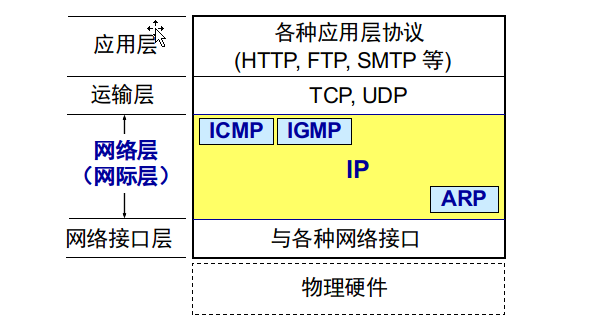 应用层
各种应用层协议
(HTTP, FTP, SMTP 等)
运输层
TCP, UDP
网络层
（网际层）
ICMP
IGMP
IP
ARP
网络接口层
与各种网络接口
物理硬件